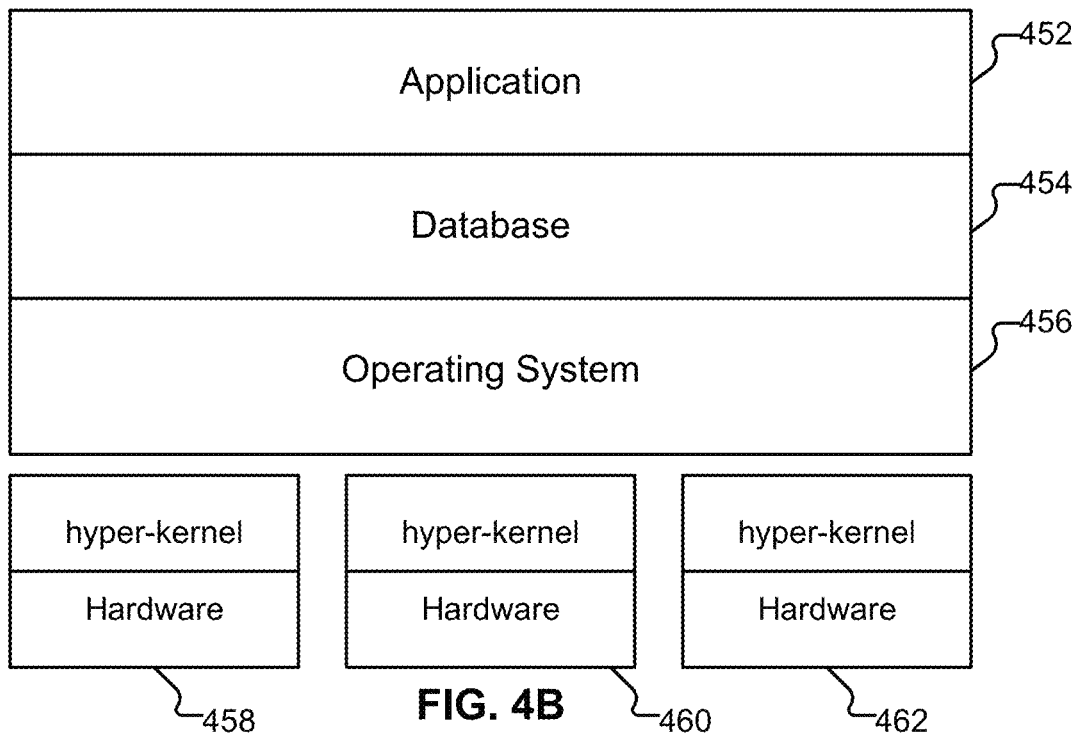 452
Application
454
Database
456
Operating System
hyper-kernel hyper-kernel hyper-kernel
Hardware Hardware Hardware
458 FIG. 4B 460 462